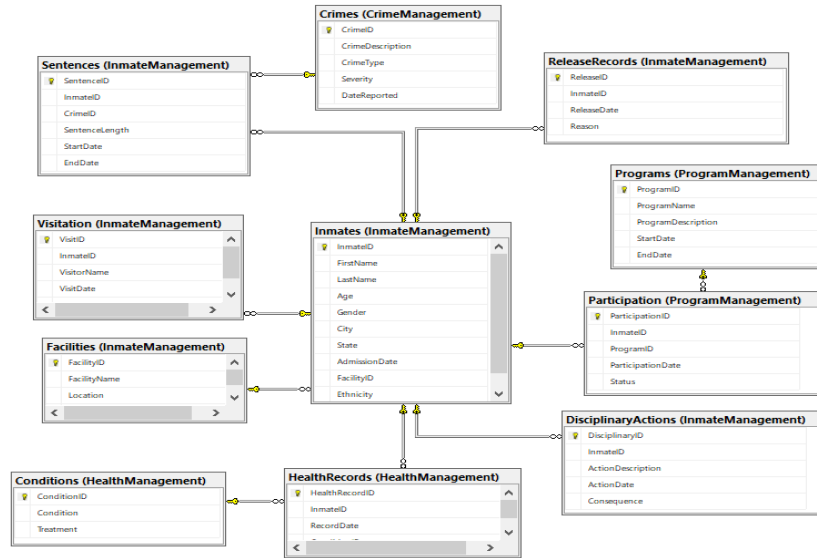 Crimes (CrimeManagement)
CrimeID
CrimeDescription
CrimeType
Severity
DateReported
Sentences (InmateManagement)
SentenceID
InmateID
CrimeID
SentenceLength
StartDate
EndDate
ReleaseRecords (InmateManagement)
ReleaseID
InmateID
ReleaseDate
Reason
Programs (ProgramManagement)
ProgramID
ProgramName
ProgramDescription
StartDate
EndDate
Visitation (InmateManagement)
VisitID
InmateID
VisitorName
VisitDate
Inmates (InmateManagement)
InmateID
FirstName
LastName
Age
Gender
City
State
AdmissionDate
FacilityID
Ethnicity
Participation (ProgramManagement)
ParticipationID
InmateID
ProgramID
ParticipationDate
Status
Facilities (InmateManagement)
FacilityID
FacilityName
Location
DisciplinaryActions (InmateManagement)
DisciplinaryID
InmateID
ActionDescription
ActionDate
Consequence
Conditions (HealthManagement)
ConditionID
Condition
Treatment
HealthRecords (HealthManagement)
HealthRecordID
InmateID
RecordDate